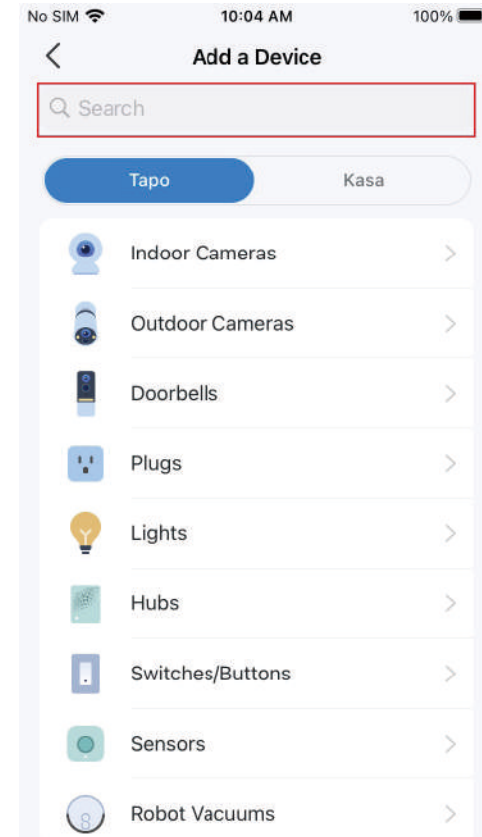 No SIM 10:04 AM 100%
Add a Device
Search
Tapo Kasa
Indoor Cameras
Outdoor Cameras
Doorbells
Plugs
Lights
Hubs
Switches/Buttons
Sensors
8 Robot Vacuums